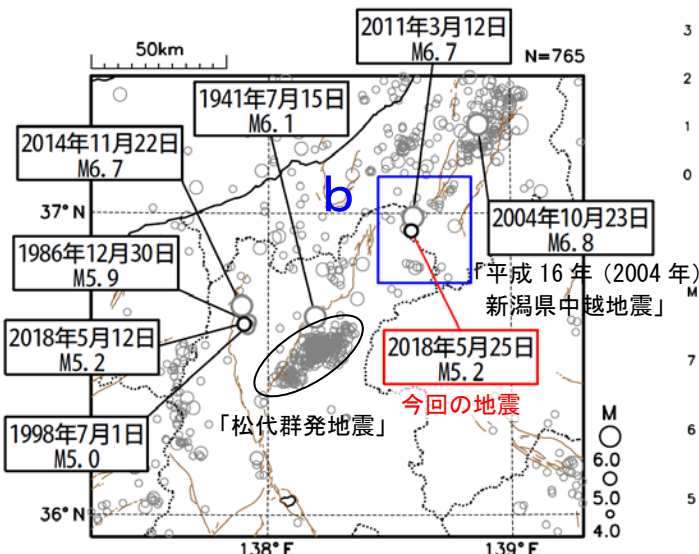 50km
2011年3月12日
M6.7
N=765
3
2
1
0
M
7
6
5
1941年7月15日
M6.1
2014年11月22日
M6.7
b
37°N
2004年10月23日
M6.8
1986年12月30日
M5.9
「平成 16 年 (2004 年)
新潟県中越地震」
2018年5月12日
M5.2
2018年5月25日
M5.2
今回の地震
1998年7月1日
M5.0
「松代群発地震」
M
6.0
5.0
4.0
36°N
138°E
139°E